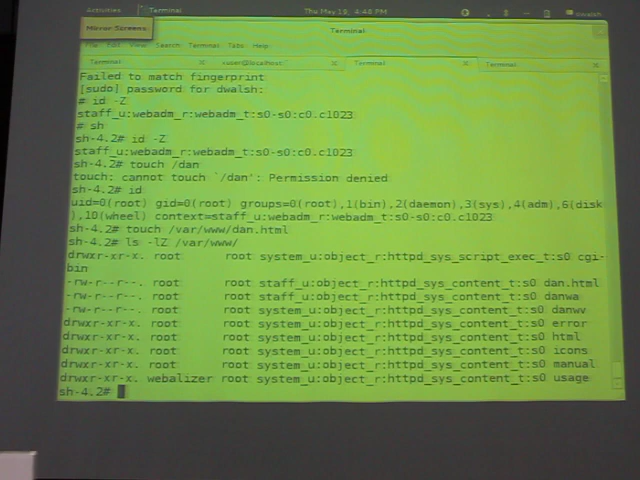 Activities Terminal Thu May 19, 4:48 PM dwalsh
Mirror Screens Terminal
File Edit View Search Terminal Tabs Help
Terminal × × Terminal × Terminal ×
Failed to match fingerprint
[sudo] password for dwalsh:
# id -Z
staff_u:webadm_r:webadm_t:s0-s0:c0.c1023
# sh
sh-4.2# id -Z
staff_u:webadm_r:webadm_t:s0-s0:c0.c1023
sh-4.2# touch /dan
touch: cannot touch `/dan': Permission denied
sh-4.2# id
uid=0(root) gid=0(root) groups=0(root),1(bin),2(daemon),3(sys),4(adm),6(disk
),10(wheel) context=staff_u:webadm_r:webadm_t:s0-s0:c0.c1023
sh-4.2# touch /var/www/dan.html
sh-4.2# ls -lZ /var/www/
drwxr-xr-x. root root system_u:object_r:httpd_sys_script_exec_t:s0 cgi-
bin
-rw-r--r--. root root staff_u:object_r:httpd_sys_content_t:s0 dan.html
-rw-r--r--. root root staff_u:object_r:httpd_sys_content_t:s0 danwa
-rw-r--r--. root root system_u:object_r:httpd_sys_content_t:s0 danwv
drwxr-xr-x. root root system_u:object_r:httpd_sys_content_t:s0 error
drwxr-xr-x. root root system_u:object_r:httpd_sys_content_t:s0 html
drwxr-xr-x. root root system_u:object_r:httpd_sys_content_t:s0 icons
drwxr-xr-x. root root system_u:object_r:httpd_sys_content_t:s0 manual
drwxr-xr-x. webalizer root system_u:object_r:httpd_sys_content_t:s0 usage
sh-4.2#